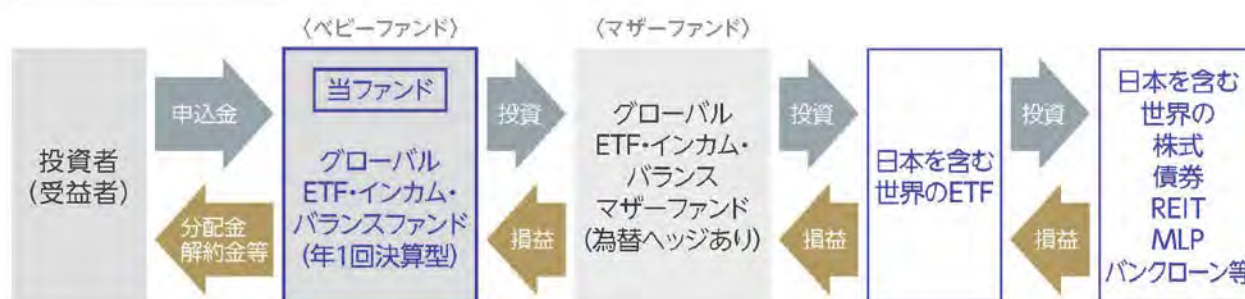 〈ベビーファンド〉
〈マザーファンド〉
投資者
(受益者)
申込金
分配金
解約金等
当ファンド
グローバル
ETF・インカム・
バランスファンド
(年1回決算型)
投資
損益
グローバル
ETF・インカム・
バランス
マザーファンド
(為替ヘッジあり)
投資
損益
日本を含む
世界のETF
投資
損益
日本を含む
世界の
株式
債券
REIT
MLP
バンクローン等